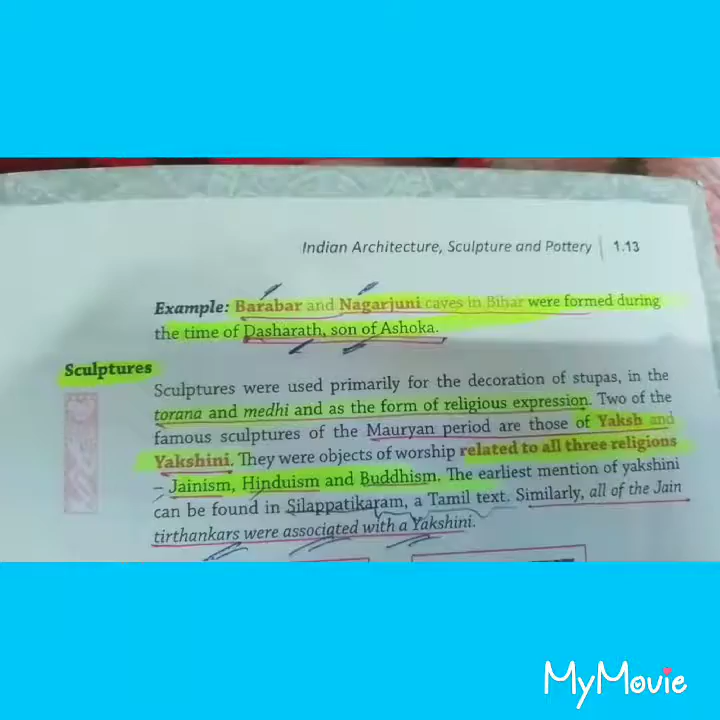 Indian Architecture, Sculpture and Pottery | 1.13
Example: Barabar and Nagarjuni caves in Bihar were formed during
the time of Dasharath, son of Ashoka.
Sculptures
Sculptures were used primarily for the decoration of stupas, in the
torana and medhi and as the form of religious expression. Two of the
famous sculptures of the Mauryan period are those of Yaksh and
Yakshini. They were objects of worship related to all three religions
– Jainism, Hinduism and Buddhism. The earliest mention of yakshini
can be found in Silappatikaram, a Tamil text. Similarly, all of the Jain
tirthankars were associated with a Yakshini.
MyMovie